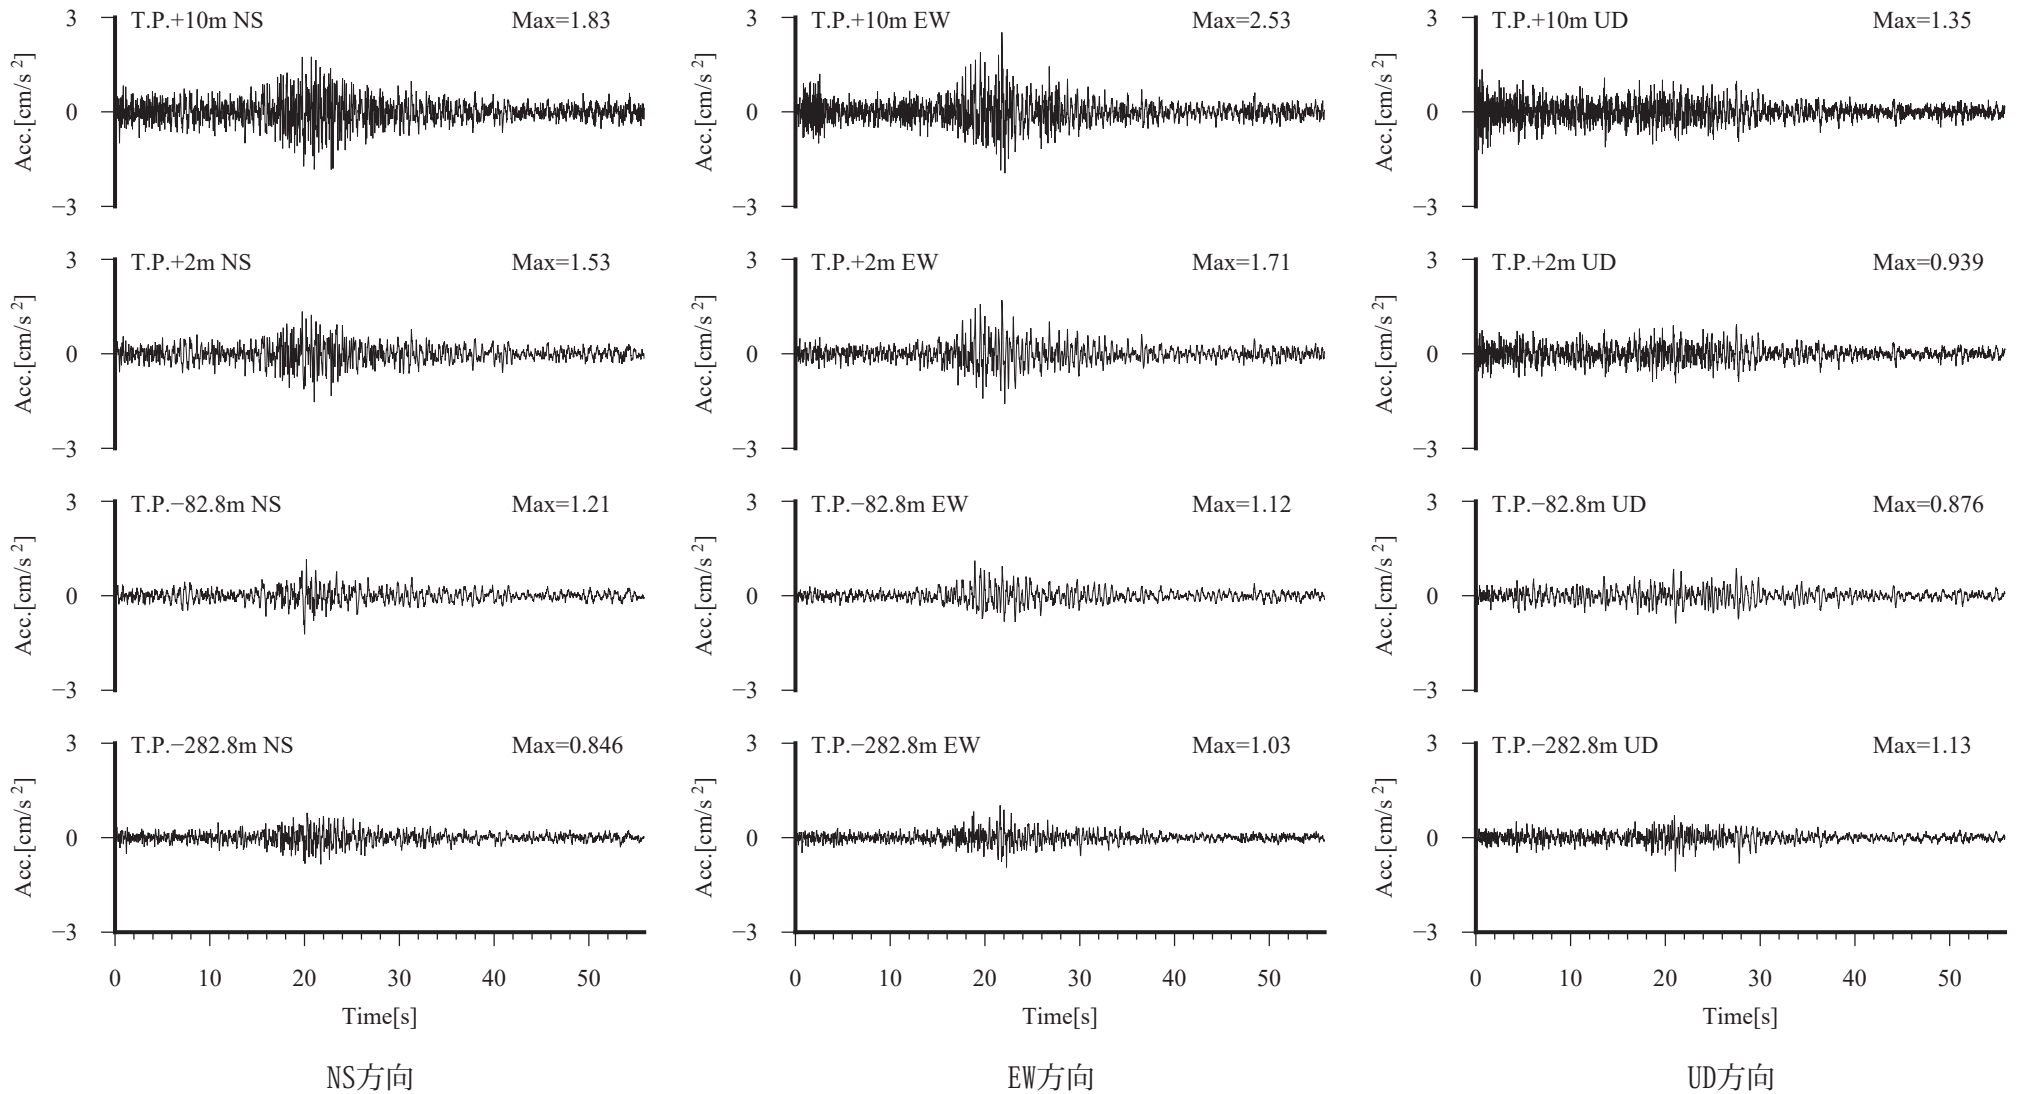 T.P.+10m NS Max=1.83
3
0
−3
Acc.[cm/s²]
T.P.+10m EW Max=2.53
3
0
−3
Acc.[cm/s²]
T.P.+10m UD Max=1.35
3
0
−3
Acc.[cm/s²]
T.P.+2m NS Max=1.53
3
0
−3
Acc.[cm/s²]
T.P.+2m EW Max=1.71
3
0
−3
Acc.[cm/s²]
T.P.+2m UD Max=0.939
3
0
−3
Acc.[cm/s²]
T.P.−82.8m NS Max=1.21
3
0
−3
Acc.[cm/s²]
T.P.−82.8m EW Max=1.12
3
0
−3
Acc.[cm/s²]
T.P.−82.8m UD Max=0.876
3
0
−3
Acc.[cm/s²]
T.P.−282.8m NS Max=0.846
3
0
−3
Acc.[cm/s²]
T.P.−282.8m EW Max=1.03
3
0
−3
Acc.[cm/s²]
T.P.−282.8m UD Max=1.13
3
0
−3
Acc.[cm/s²]
0 10 20 30 40 50
Time[s]
NS方向
0 10 20 30 40 50
Time[s]
EW方向
0 10 20 30 40 50
Time[s]
UD方向